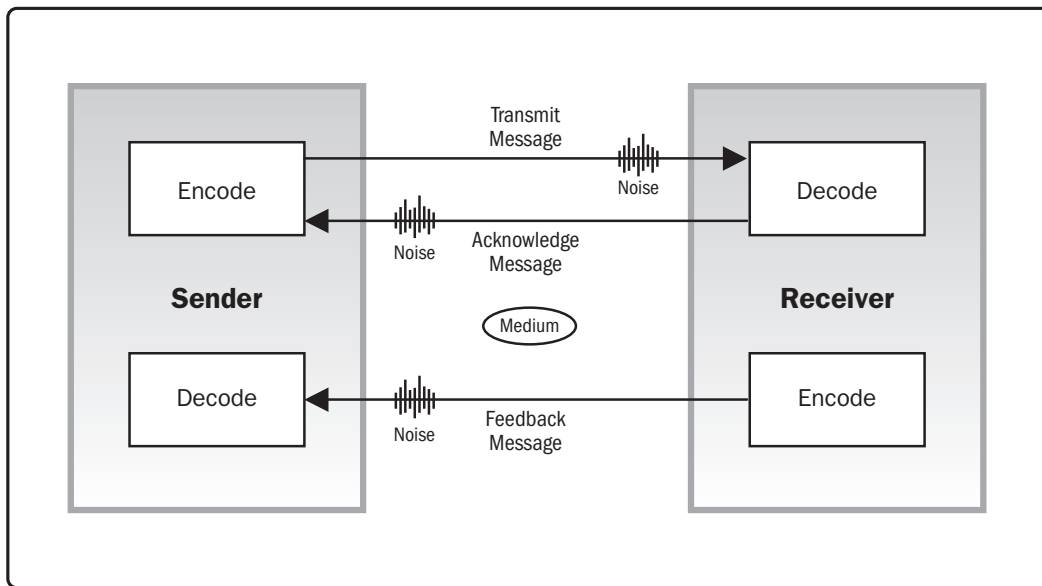 Transmit
Message
Noise
Encode
Decode
Noise
Acknowledge
Message
Sender
Receiver
Medium
Decode
Encode
Noise
Feedback
Message